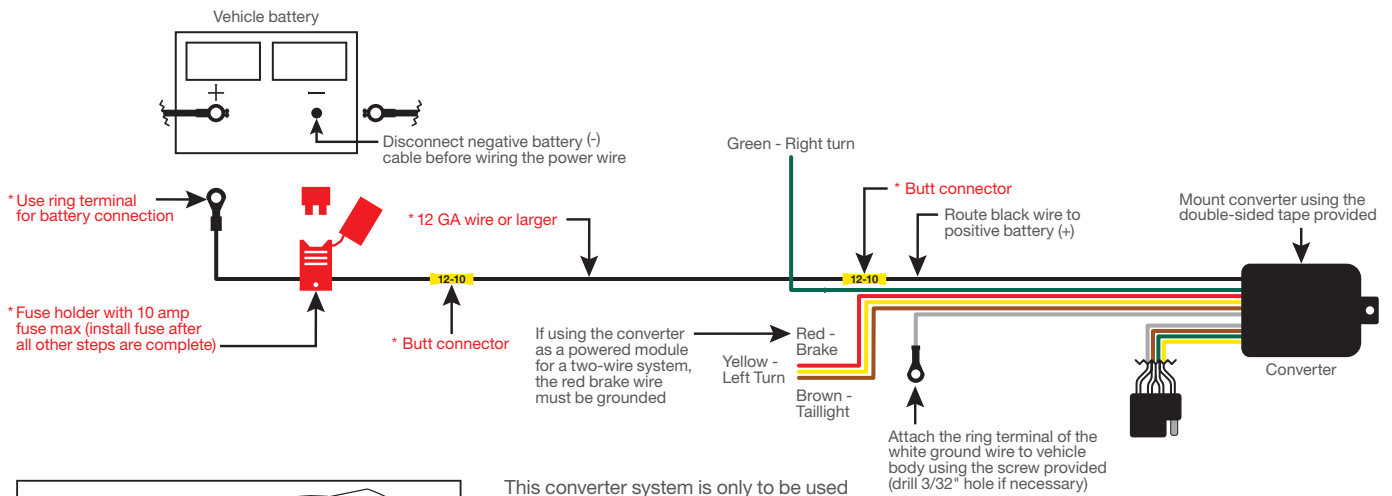 Vehicle battery
+
−
Disconnect negative battery (-)
cable before wiring the power wire
* Use ring terminal
for battery connection
* Fuse holder with 10 amp
fuse max (install fuse after
all other steps are complete)
12-10
* Butt connector
* 12 GA wire or larger
Green - Right turn
* Butt connector
12-10
Route black wire to
positive battery (+)
Mount converter using the
double-sided tape provided
If using the converter
as a powered module
for a two-wire system,
the red brake wire
must be grounded
Red -
Brake
Yellow -
Left Turn
Brown -
Taillight
Attach the ring terminal of the
white ground wire to vehicle
body using the screw provided
(drill 3/32" hole if necessary)
Converter
This converter system is only to be used